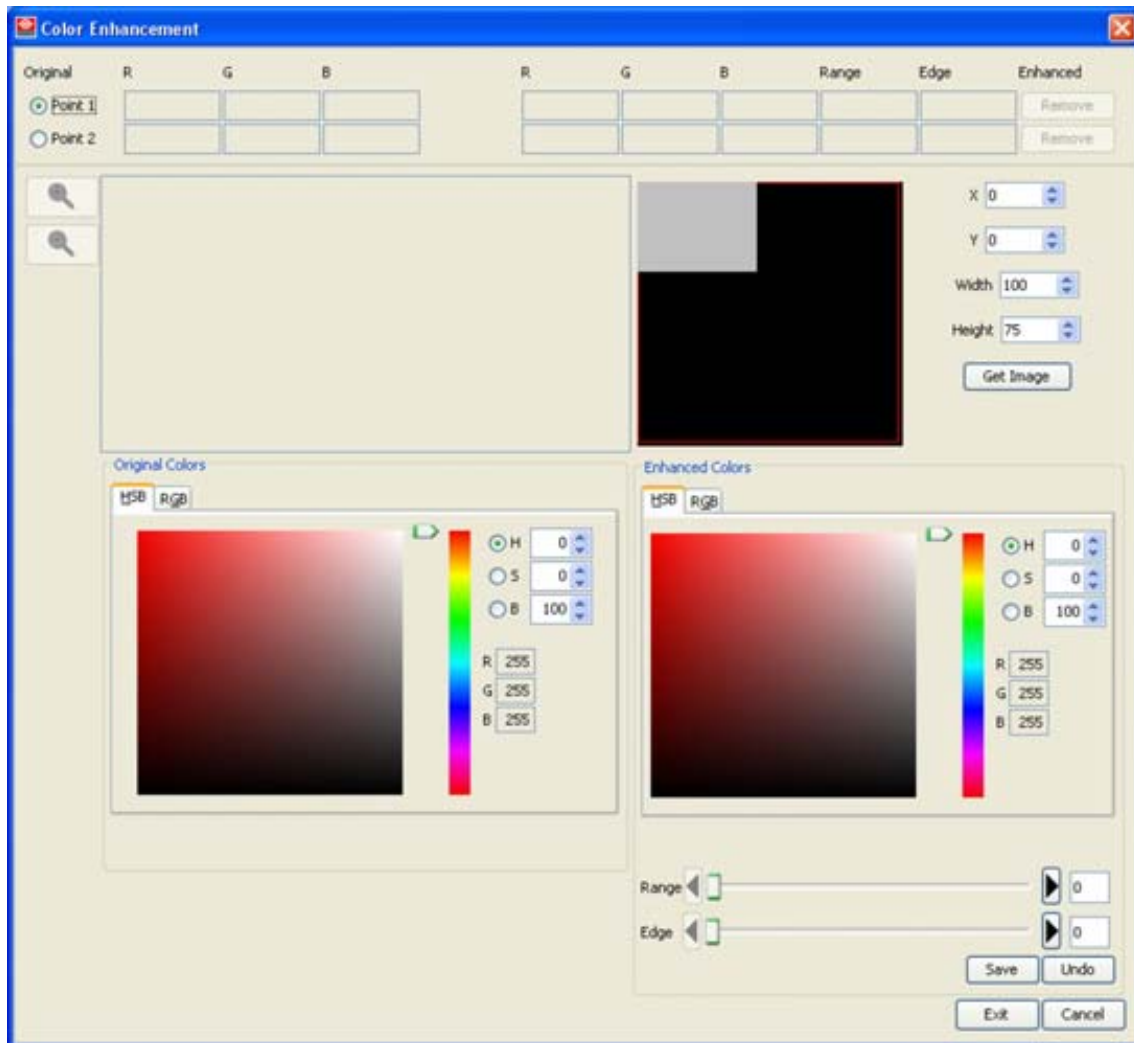 Color Enhancement
Original R G B R G B Range Edge Enhanced
Point 1 Remove
Point 2 Remove
X 0
Y 0
Width 100
Height 75
Get Image
Original Colors
HSB RGB
H 0
S 0
B 100
R 255
G 255
B 255
Enhanced Colors
HSB RGB
H 0
S 0
B 100
R 255
G 255
B 255
Range 0
Edge 0
Save Undo
Exit Cancel